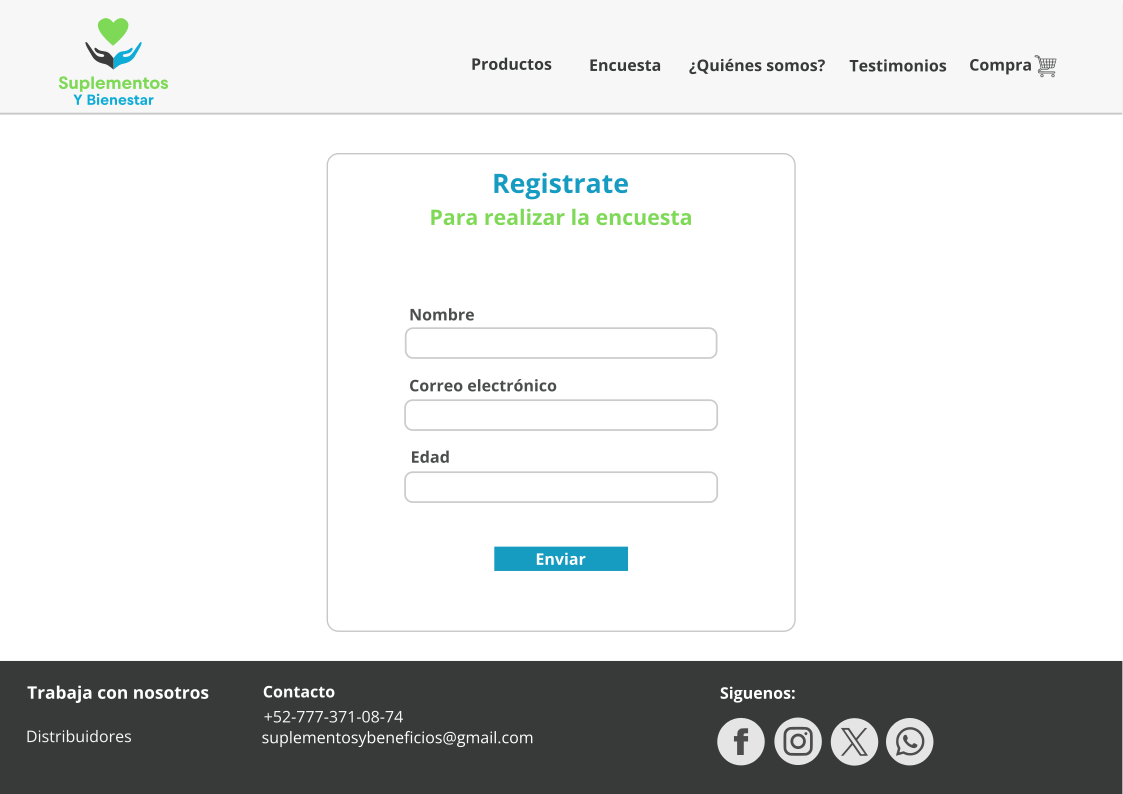 Suplementos
Y Bienestar
Productos
Encuesta
¿Quiénes somos?
Testimonios
Compra
Registrate
Para realizar la encuesta
Nombre
Correo electrónico
Edad
Enviar
Trabaja con nosotros
Distribuidores
Contacto
+52-777-371-08-74
suplementosybeneficios@gmail.com
Siguenos: